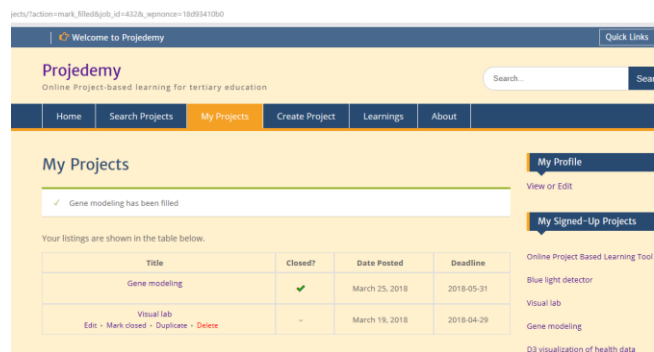 jects/?action=mark_filled&job_id=432&_wpnonce=18d93410b0
Welcome to Projedemy
Quick Links
Projedemy
Online Project-based learning for tertiary education
Search...
Sear
Home Search Projects My Projects Create Project Learnings About
My Projects
✓ Gene modeling has been filled
Your listings are shown in the table below.
Title Closed? Date Posted Deadline
Gene modeling ✔ March 25, 2018 2018-05-31
Visual lab – March 19, 2018 2018-04-29
Edit - Mark closed - Duplicate - Delete
My Profile
View or Edit
My Signed-Up Projects
Online Project Based Learning Tool
Blue light detector
Visual lab
Gene modeling
D3 visualization of health data